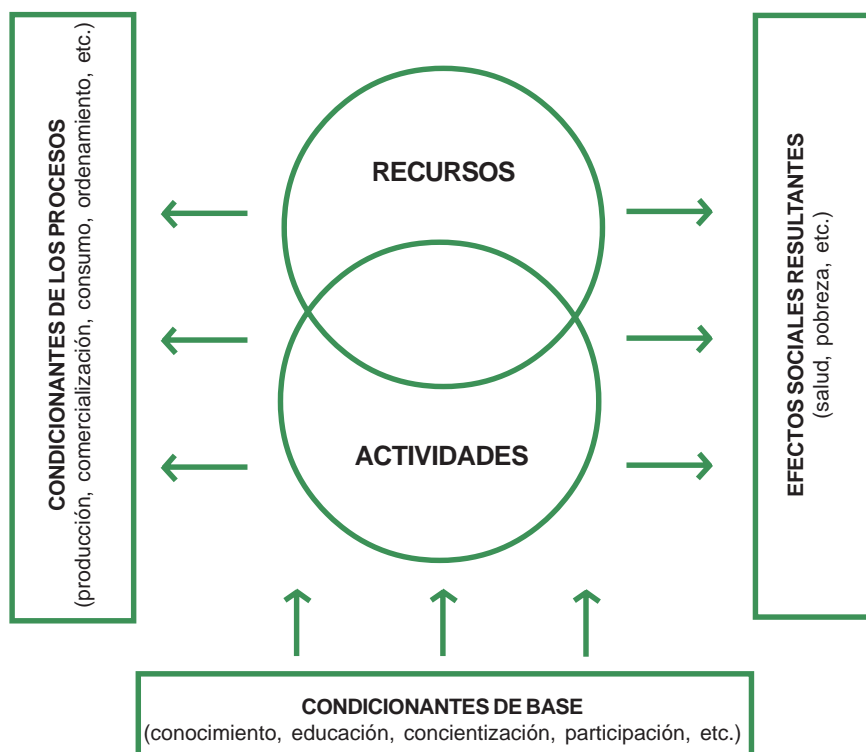 CONDICIONANTES DE LOS PROCESOS
(producción, comercialización, consumo, ordenamiento, etc.)
RECURSOS
ACTIVIDADES
EFECTOS SOCIALES RESULTANTES
(salud, pobreza, etc.)
CONDICIONANTES DE BASE
(conocimiento, educación, concientización, participación, etc.)